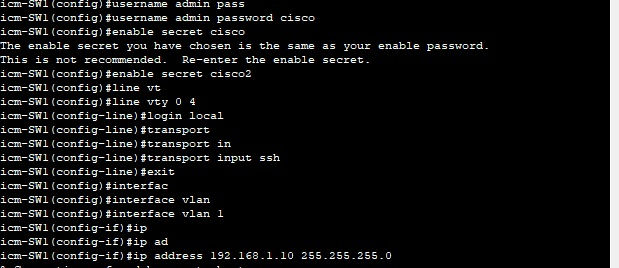 icm-SW1(config)#username admin pass
icm-SW1(config)#username admin password cisco
icm-SW1(config)#enable secret cisco
The enable secret you have chosen is the same as your enable password.
This is not recommended.  Re-enter the enable secret.
icm-SW1(config)#enable secret cisco2
icm-SW1(config)#line vt
icm-SW1(config)#line vty 0 4
icm-SW1(config-line)#login local
icm-SW1(config-line)#transport
icm-SW1(config-line)#transport in
icm-SW1(config-line)#transport input ssh
icm-SW1(config-line)#exit
icm-SW1(config)#interfac
icm-SW1(config)#interface vlan
icm-SW1(config)#interface vlan 1
icm-SW1(config-if)#ip
icm-SW1(config-if)#ip ad
icm-SW1(config-if)#ip address 192.168.1.10 255.255.255.0